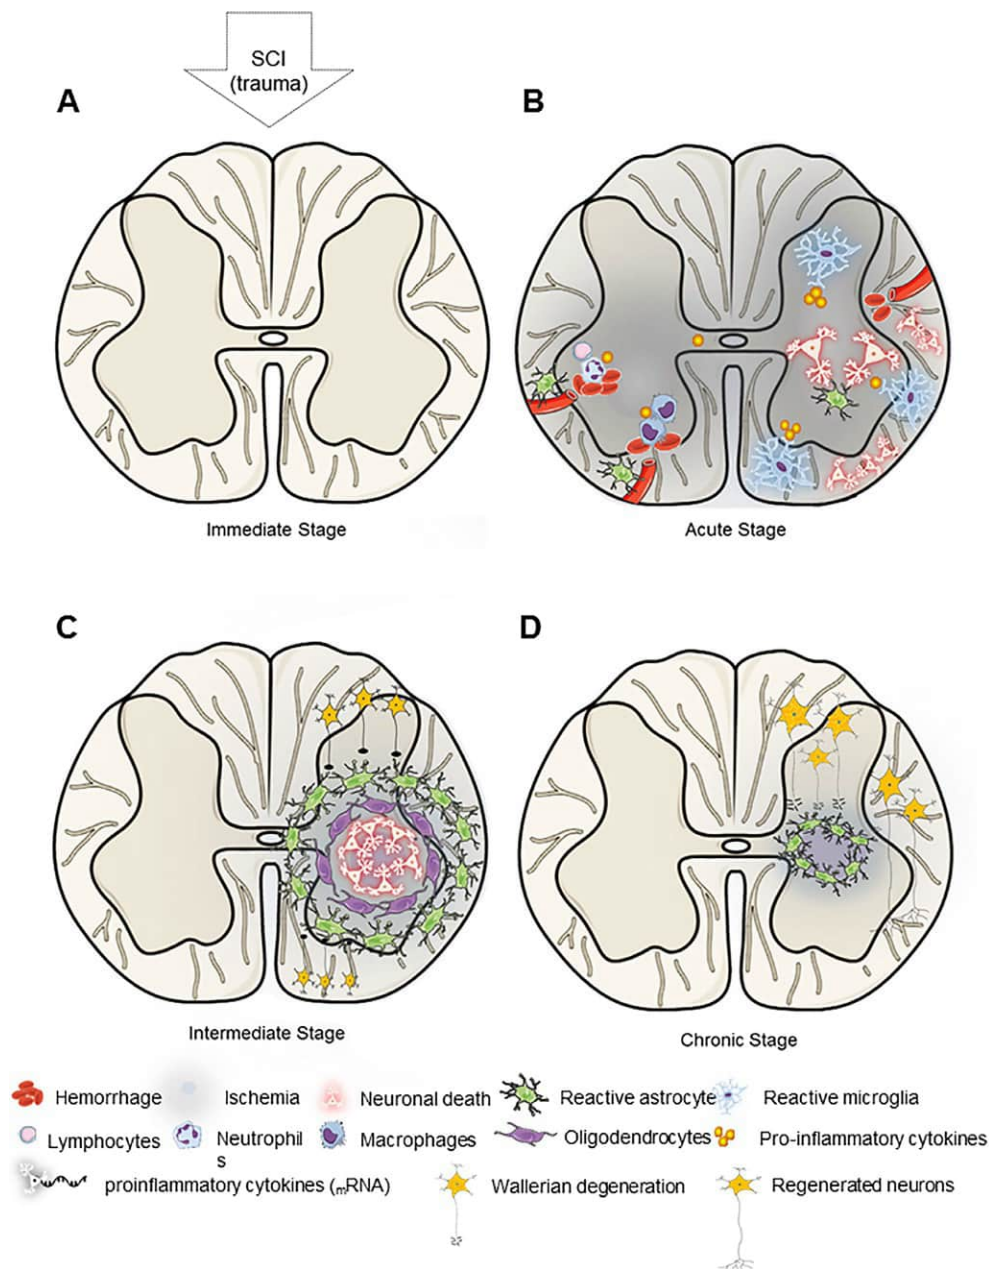 SCI
(trauma)
A
B
Immediate Stage
Acute Stage
C
D
Intermediate Stage
Chronic Stage
Hemorrhage
Ischemia
Neuronal death
Reactive astrocyte
Reactive microglia
Lymphocytes
Neutrophil
s
Macrophages
Oligodendrocytes
Pro-inflammatory cytokines
proinflammatory cytokines (mRNA)
Wallerian degeneration
Regenerated neurons